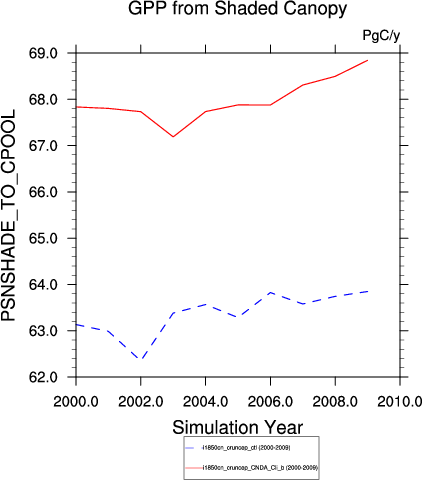 GPP from Shaded Canopy
PgC/y
69.0
68.0
67.0
66.0
65.0
64.0
63.0
62.0
PSNSHADE_TO_CPOOL
2000.0 2002.0 2004.0 2006.0 2008.0 2010.0
Simulation Year
i1850cn_cruncep_ctl (2000-2009)
i1850cn_cruncep_CNDA_Cli_b (2000-2009)